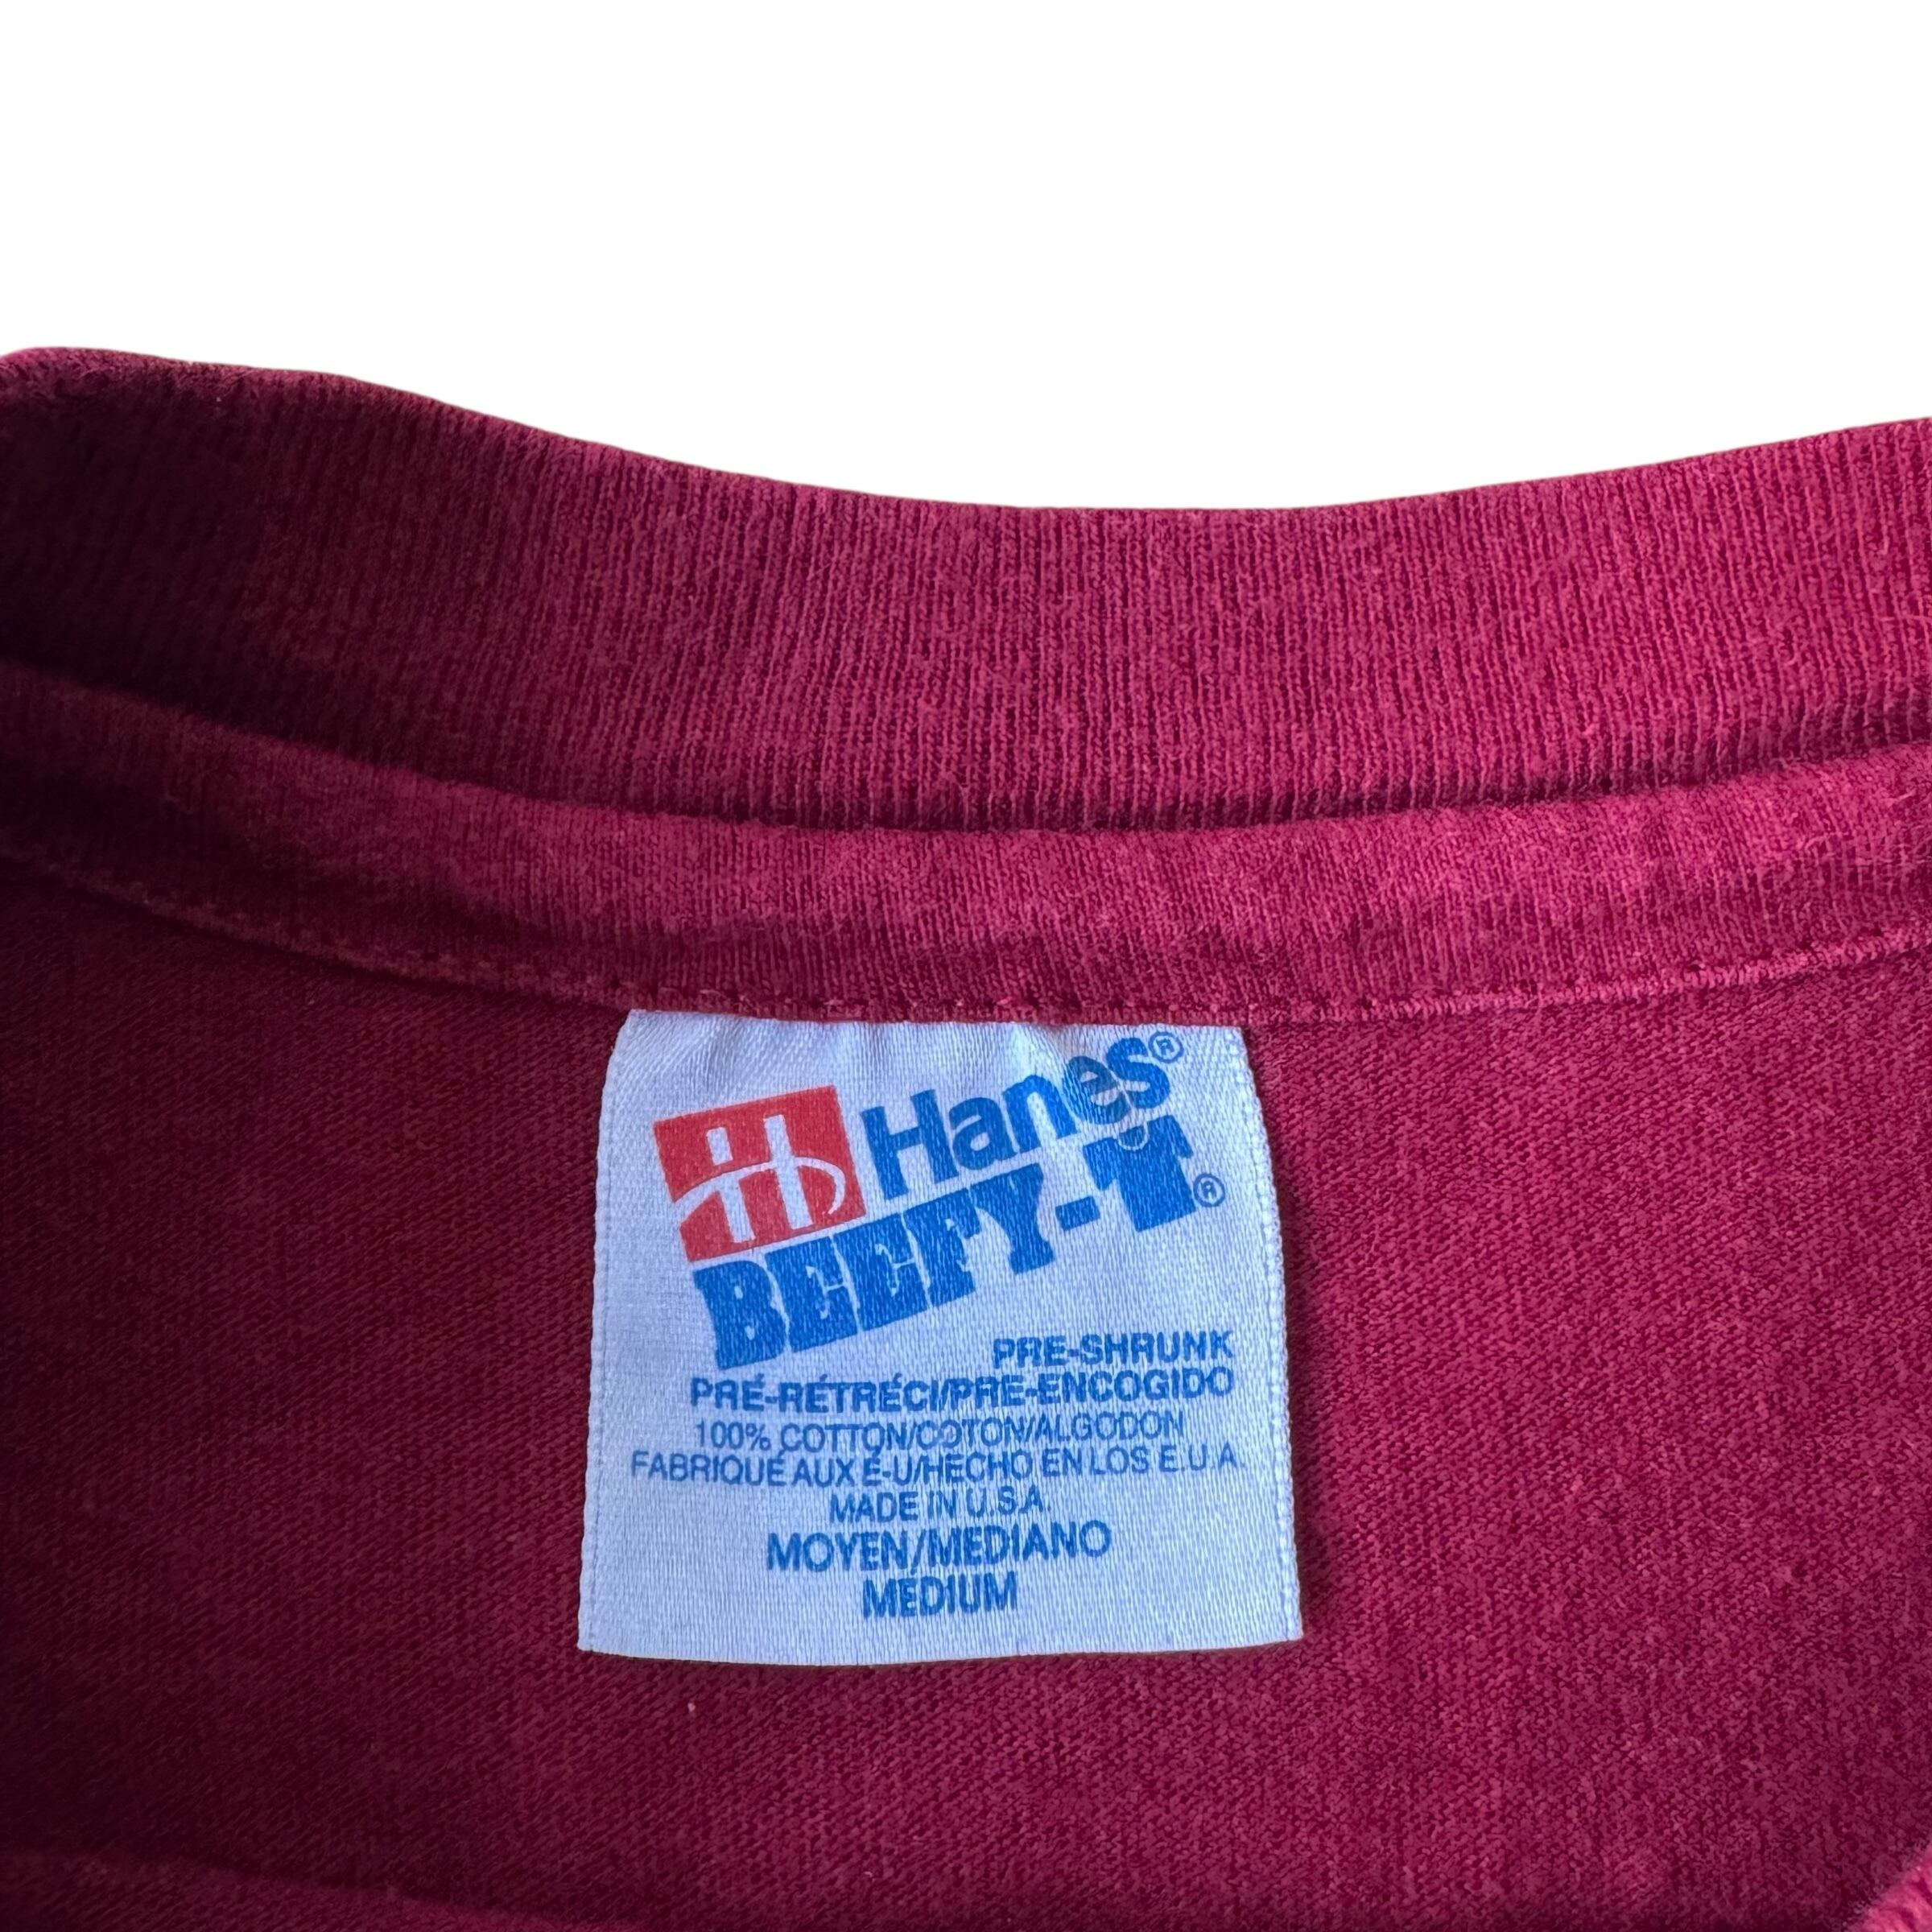 Hanes®
BEEFY-T®
PRE-SHRUNK
PRÉ-RÉTRÉCI/PRE-ENCOGIDO
100% COTTON/COTON/ALGODON
FABRIQUÉ AUX É-U/HECHO EN LOS E.U.A.
MADE IN U.S.A.
MOYEN/MEDIANO
MEDIUM